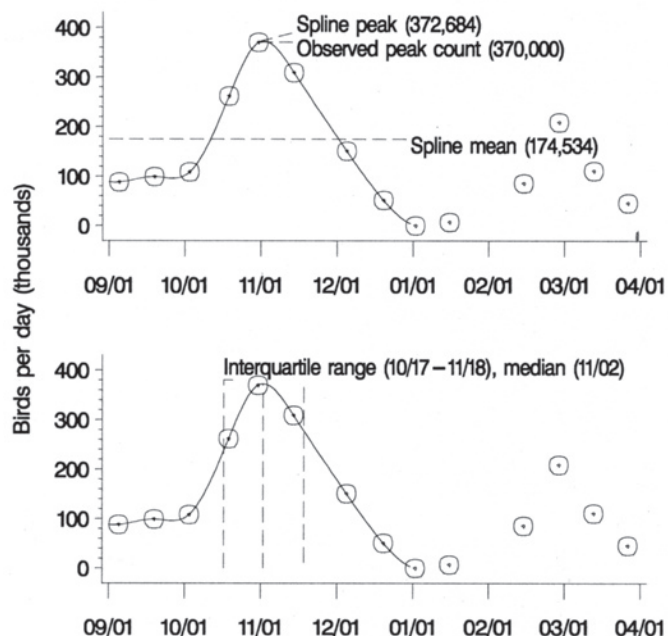 Birds per day (thousands)
400
300
200
100
0
Spline peak (372,684)
Observed peak count (370,000)
Spline mean (174,534)
09/01 10/01 11/01 12/01 01/01 02/01 03/01 04/01
400
300
200
100
0
Interquartile range (10/17 – 11/18), median (11/02)
09/01 10/01 11/01 12/01 01/01 02/01 03/01 04/01